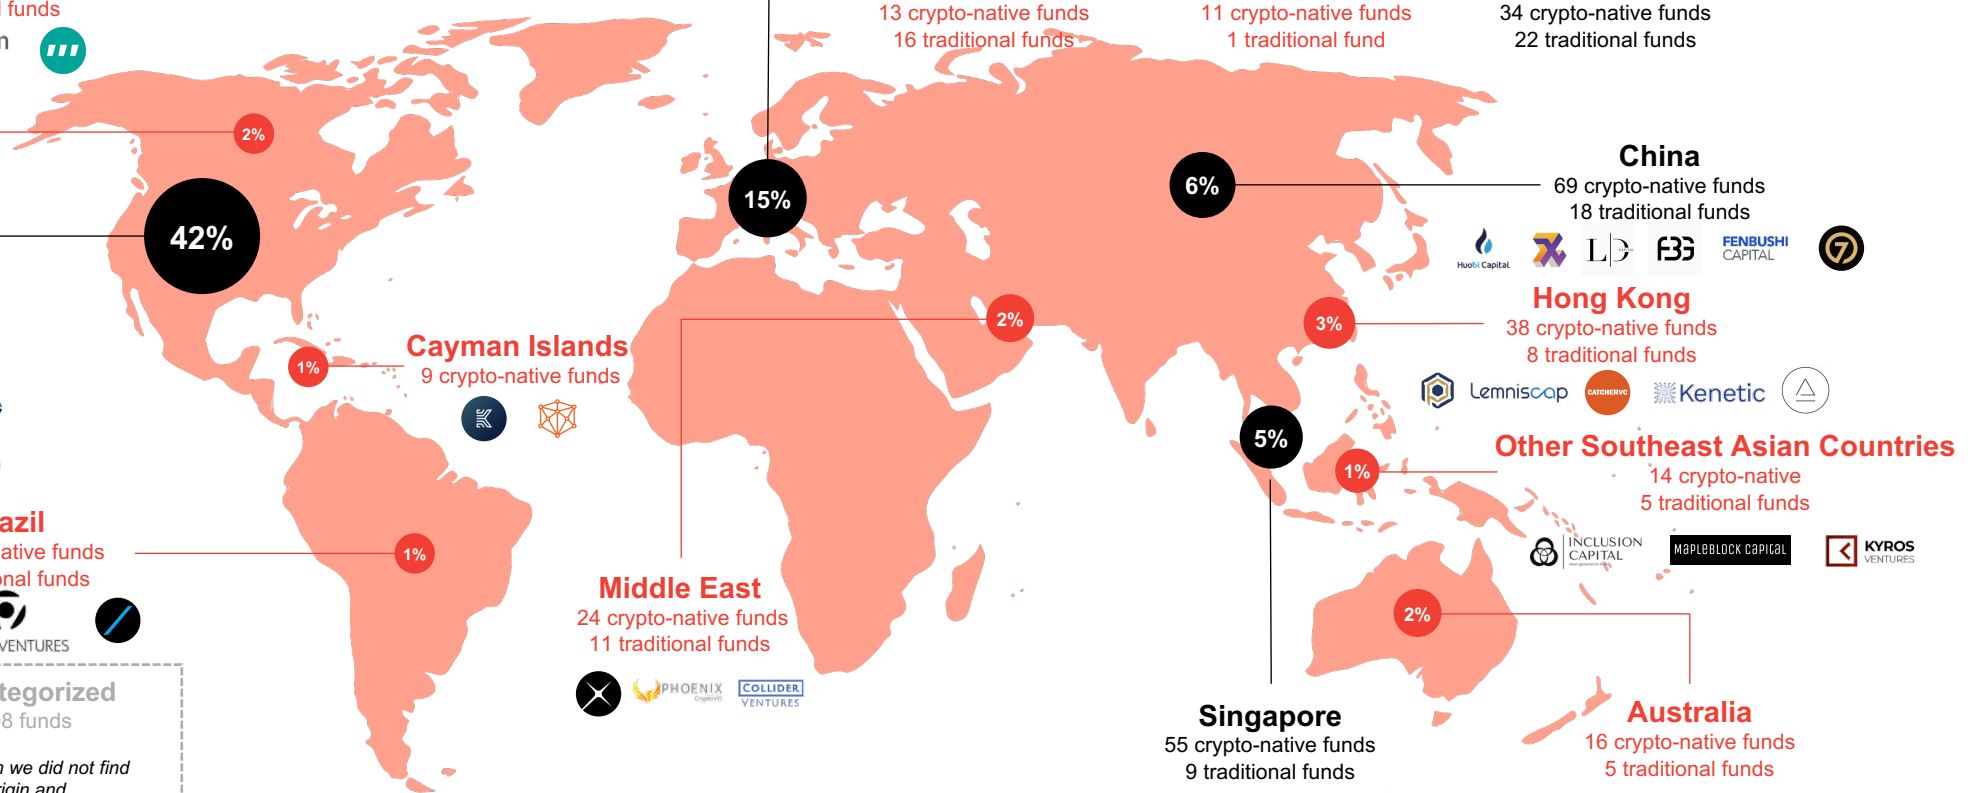 funds
13 crypto-native funds
16 traditional funds
11 crypto-native funds
1 traditional fund
34 crypto-native funds
22 traditional funds
2%
42%
15%
6%
China
69 crypto-native funds
18 traditional funds
Huobi Capital
LD
FBG
FENBUSHI
CAPITAL
7
2%
3%
Hong Kong
38 crypto-native funds
8 traditional funds
Lemniscap
CATCHERVC
Kenetic
1%
Cayman Islands
9 crypto-native funds
K
5%
1%
Other Southeast Asian Countries
14 crypto-native
5 traditional funds
INCLUSION
CAPITAL
MAPLEBLOCK CAPITAL
KYROS
VENTURES
azil
ative funds
onal funds
VENTURES
1%
Middle East
24 crypto-native funds
11 traditional funds
PHOENIX
COLLIDER
VENTURES
2%
Australia
16 crypto-native funds
5 traditional funds
Singapore
55 crypto-native funds
9 traditional funds
tegorized
8 funds
we did not find
rigin and